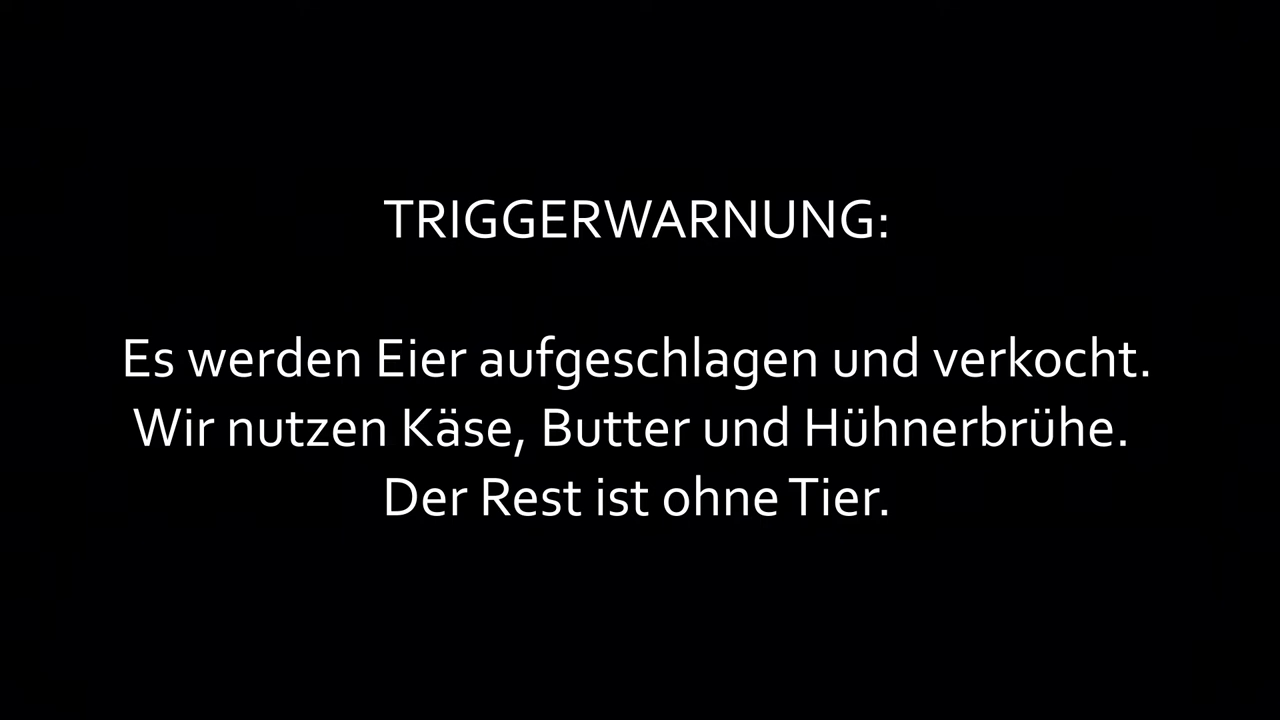 TRIGGERWARNUNG:
Es werden Eier aufgeschlagen und verkocht.
Wir nutzen Käse, Butter und Hühnerbrühe.
Der Rest ist ohne Tier.